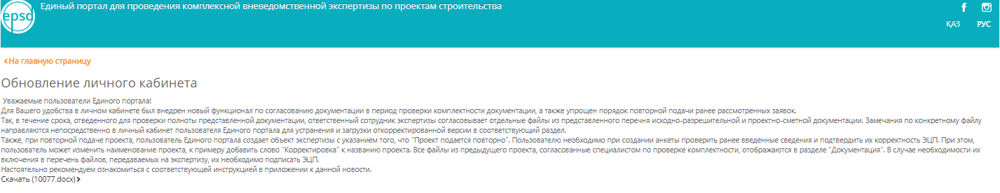 Единый портал для проведения комплексной вневедомственной экспертизы по проектам строительства
epsd
ҚАЗ РУС
На главную страницу
Обновление личного кабинета
Уважаемые пользователи Единого портала!
Для Вашего удобства в личном кабинете был внедрен новый функционал по согласованию документации в период проверки комплектности документации, а также упрощен порядок повторной подачи ранее рассмотренных заявок.
Так, в течение срока, отведенного для проверки полноты представленной документации, ответственный сотрудник экспертизы согласовывает отдельные файлы из представленного перечня исходно-разрешительной и проектно-сметной документации. Замечания по конкретному файлу
направляются непосредственно в личный кабинет пользователя Единого портала для устранения и загрузки откорректированной версии в соответствующий раздел.
Также, при повторной подаче проекта, пользователь Единого портала создает объект экспертизы с указанием того, что "Проект подается повторно". Пользователю необходимо при создании анкеты проверить ранее введенные сведения и подтвердить их корректность ЭЦП. При этом,
пользователь может изменить наименование проекта, к примеру добавить слово "Корректировка" к названию проекта. Все файлы из предыдущего проекта, согласованные специалистом по проверке комплектности, отображаются в разделе "Документация". В случае необходимости их
включения в перечень файлов, передаваемых на экспертизу, их необходимо подписать ЭЦП.
Настоятельно рекомендуем ознакомиться с соответствующей инструкцией в приложении к данной новости.
Скачать (10077.docx)